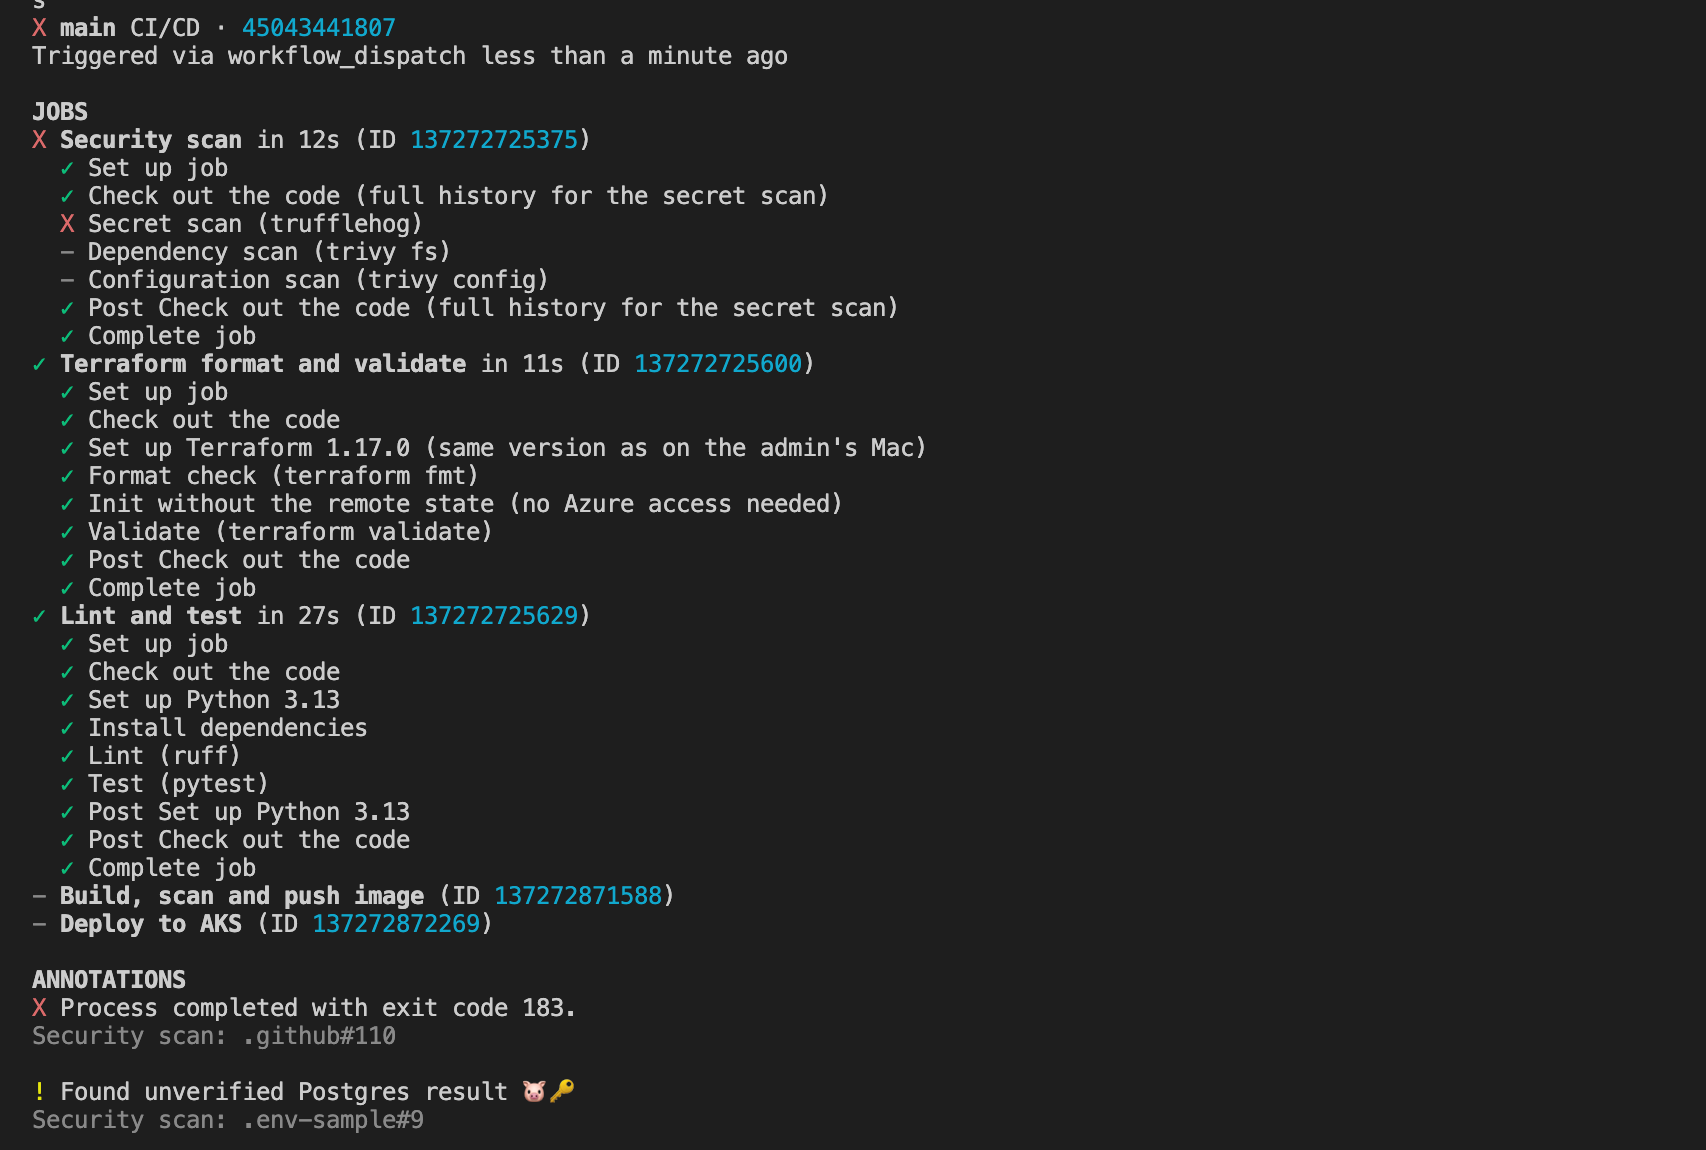 s
X main CI/CD · 45043441807
Triggered via workflow_dispatch less than a minute ago
JOBS
X Security scan in 12s (ID 137272725375)
✓ Set up job
✓ Check out the code (full history for the secret scan)
X Secret scan (trufflehog)
– Dependency scan (trivy fs)
– Configuration scan (trivy config)
✓ Post Check out the code (full history for the secret scan)
✓ Complete job
✓ Terraform format and validate in 11s (ID 137272725600)
✓ Set up job
✓ Check out the code
✓ Set up Terraform 1.17.0 (same version as on the admin's Mac)
✓ Format check (terraform fmt)
✓ Init without the remote state (no Azure access needed)
✓ Validate (terraform validate)
✓ Post Check out the code
✓ Complete job
✓ Lint and test in 27s (ID 137272725629)
✓ Set up job
✓ Check out the code
✓ Set up Python 3.13
✓ Install dependencies
✓ Lint (ruff)
✓ Test (pytest)
✓ Post Set up Python 3.13
✓ Post Check out the code
✓ Complete job
– Build, scan and push image (ID 137272871588)
– Deploy to AKS (ID 137272872269)
ANNOTATIONS
X Process completed with exit code 183.
Security scan: .github#110
! Found unverified Postgres result 🐷🔑
Security scan: .env-sample#9